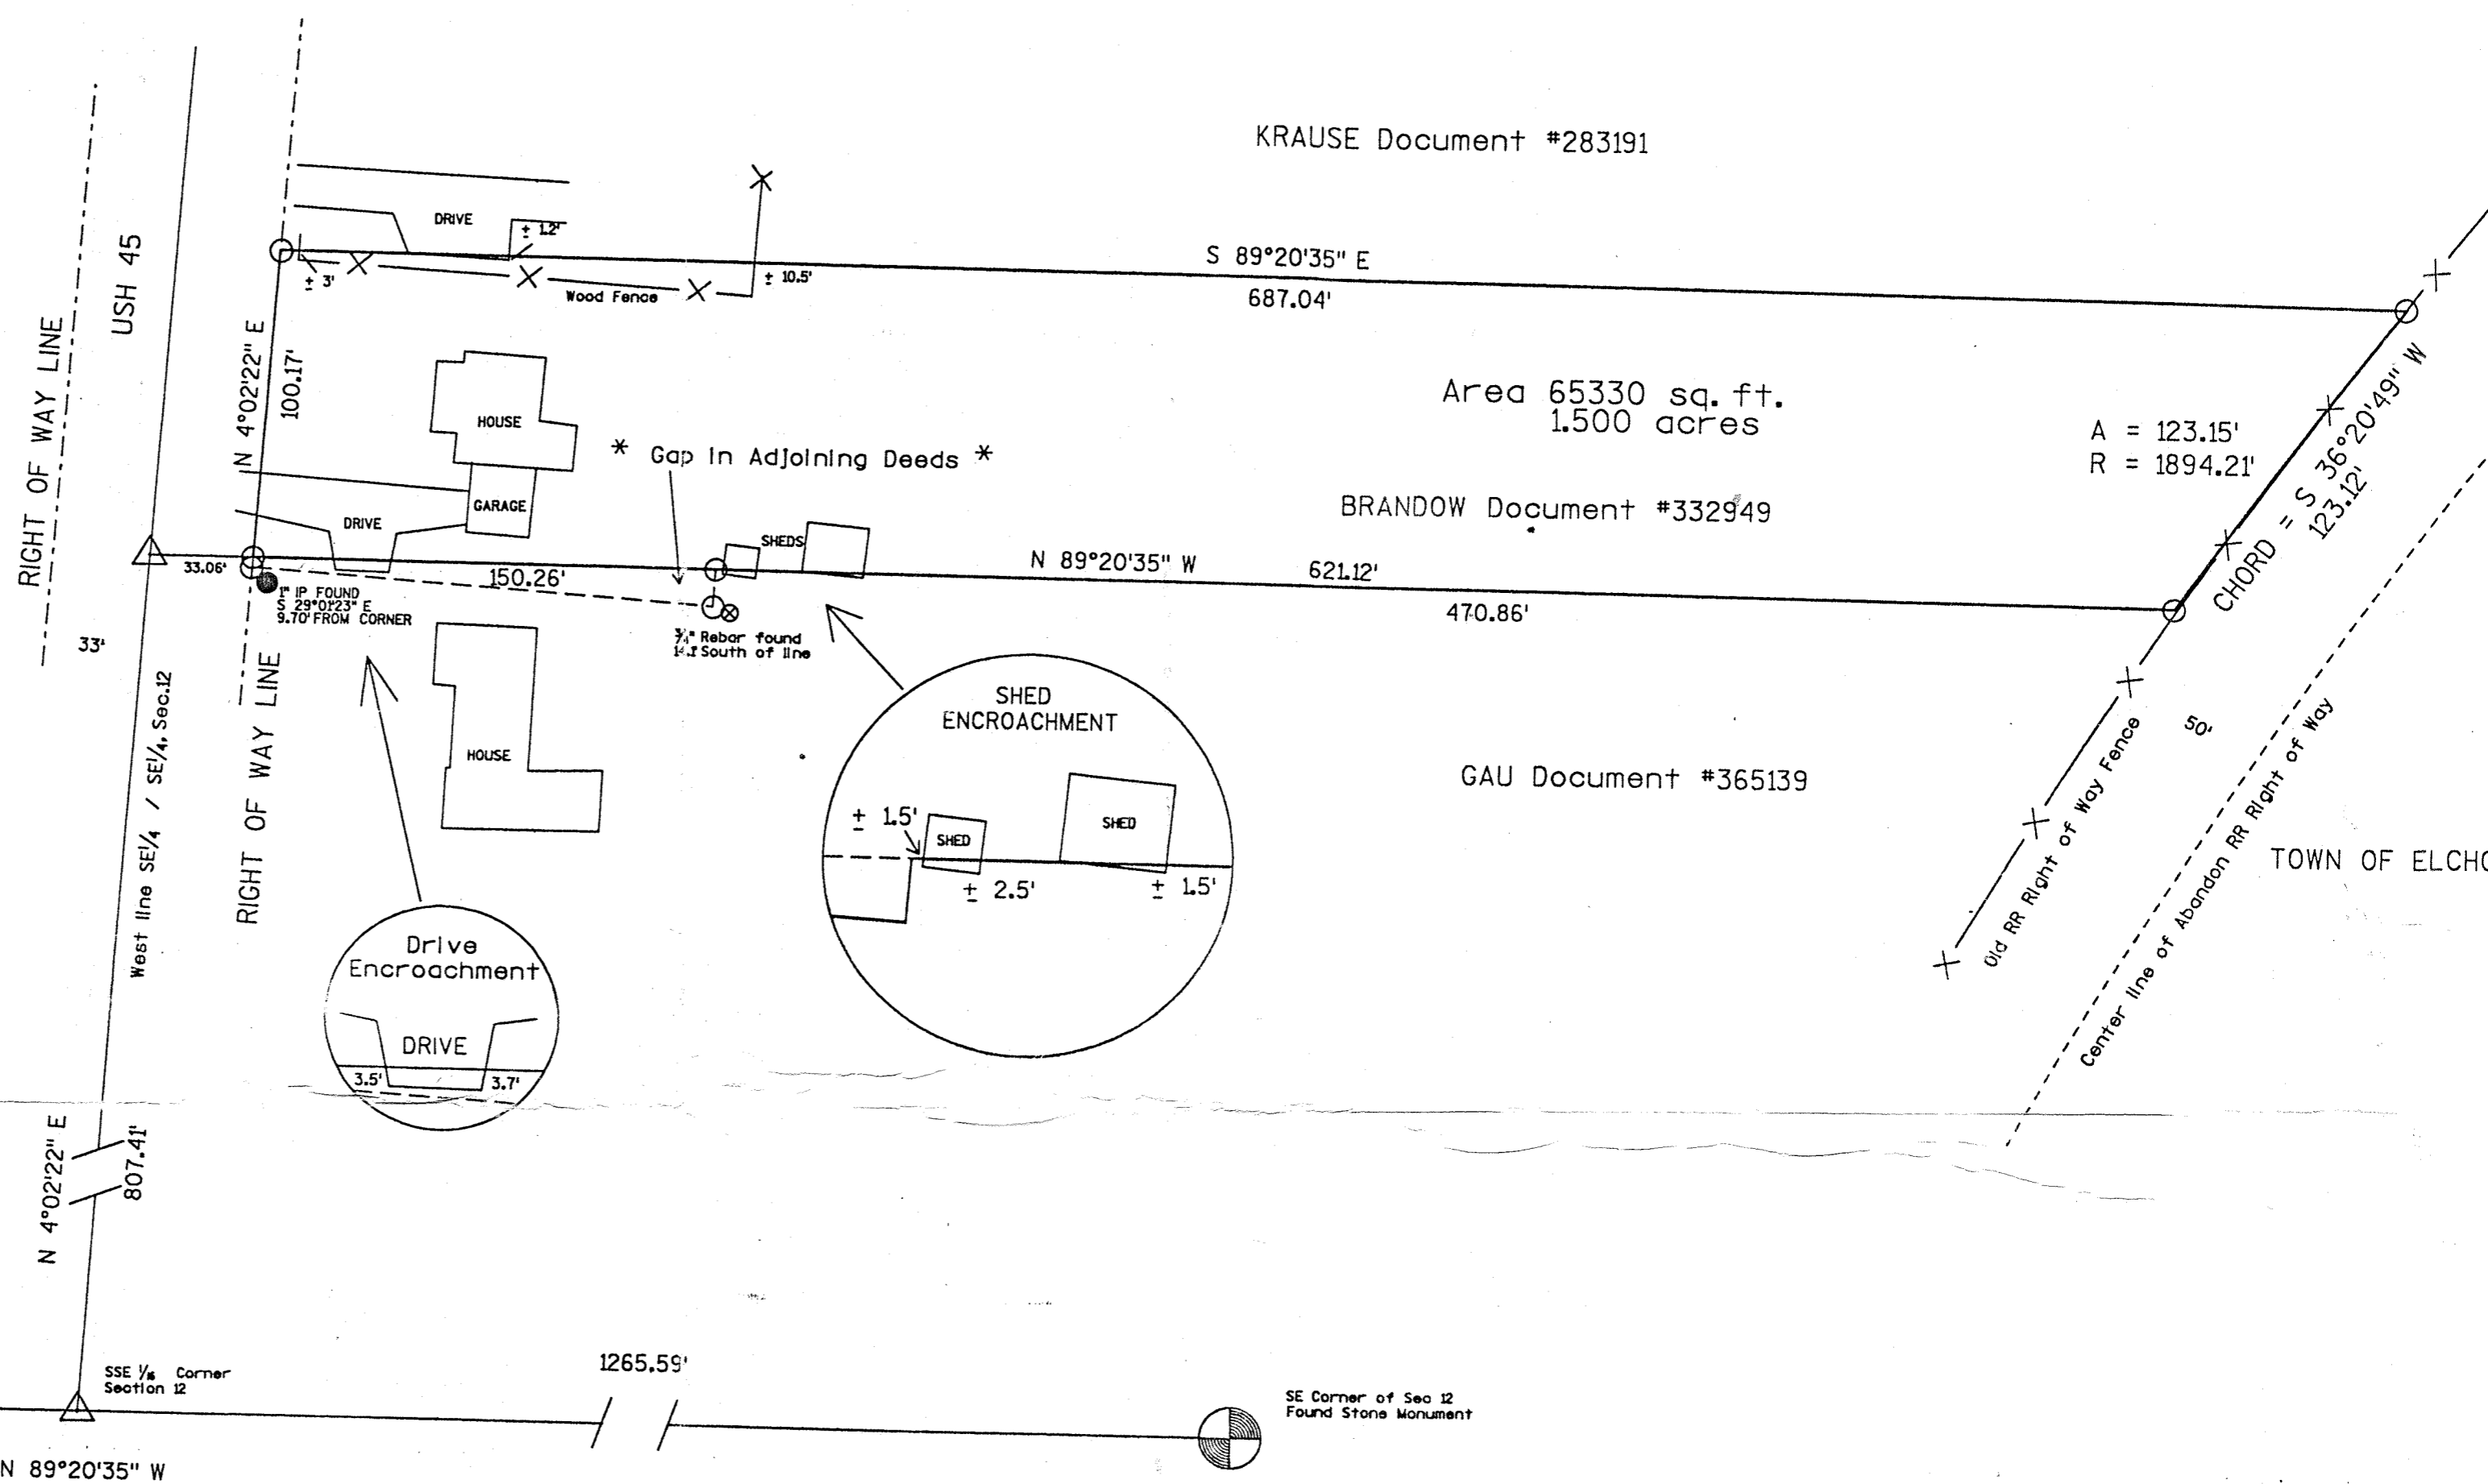 KRAUSE Document #283191
DRIVE
± 1.2'
± 3'
Wood Fence
± 10.5'
S 89°20'35" E
687.04'
USH 45
RIGHT OF WAY LINE
N 4°02'22" E
100.17'
HOUSE
GARAGE
DRIVE
* Gap In Adjoining Deeds *
Area 65330 sq. ft.
1.500 acres
A = 123.15'
R = 1894.21'
CHORD = S 36°20'49" W
123.12'
BRANDOW Document #332949
SHEDS
33.06'
150.26'
N 89°20'35" W
621.12'
470.86'
1" IP FOUND
S 29°01'23" E
9.70' FROM CORNER
Rebar found
South of line
33'
West line SE1/4 / SE1/4, Sec.12
RIGHT OF WAY LINE
HOUSE
SHED
ENCROACHMENT
± 1.5'
SHED
SHED
± 2.5'
± 1.5'
GAU Document #365139
50'
Old RR Right of Way Fence
Center line of Abandon RR Right of Way
TOWN OF ELCHO
Drive
Encroachment
DRIVE
3.5'
3.7'
N 4°02'22" E
807.41'
SSE 1/16 Corner
Section 12
1265.59'
SE Corner of Sec 12
Found Stone Monument
N 89°20'35" W